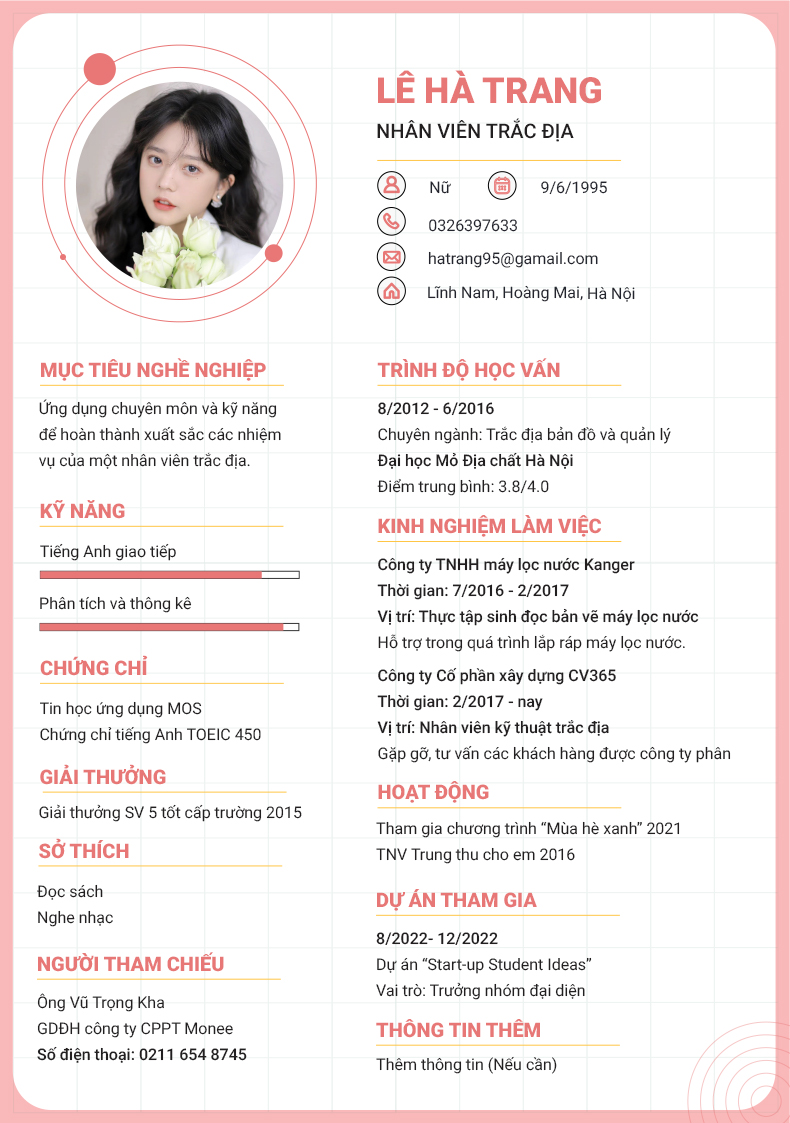 LÊ HÀ TRANG
NHÂN VIÊN TRẮC ĐỊA
Nữ 9/6/1995
0326397633
hatrang95@gamail.com
Lĩnh Nam, Hoàng Mai, Hà Nội
MỤC TIÊU NGHỀ NGHIỆP
Ứng dụng chuyên môn và kỹ năng
để hoàn thành xuất sắc các nhiệm
vụ của một nhân viên trắc địa.
KỸ NĂNG
Tiếng Anh giao tiếp
Phân tích và thông kê
CHỨNG CHỈ
Tin học ứng dụng MOS
Chứng chỉ tiếng Anh TOEIC 450
GIẢI THƯỞNG
Giải thưởng SV 5 tốt cấp trường 2015
SỞ THÍCH
Đọc sách
Nghe nhạc
NGƯỜI THAM CHIẾU
Ông Vũ Trọng Kha
GDĐH công ty CPPT Monee
Số điện thoại: 0211 654 8745
TRÌNH ĐỘ HỌC VẤN
8/2012 - 6/2016
Chuyên ngành: Trắc địa bản đồ và quản lý
Đại học Mỏ Địa chất Hà Nội
Điểm trung bình: 3.8/4.0
KINH NGHIỆM LÀM VIỆC
Công ty TNHH máy lọc nước Kanger
Thời gian: 7/2016 - 2/2017
Vị trí: Thực tập sinh đọc bản vẽ máy lọc nước
Hỗ trợ trong quá trình lắp ráp máy lọc nước.
Công ty Cố phần xây dựng CV365
Thời gian: 2/2017 - nay
Vị trí: Nhân viên kỹ thuật trắc địa
Gặp gỡ, tư vấn các khách hàng được công ty phân
HOẠT ĐỘNG
Tham gia chương trình “Mùa hè xanh” 2021
TNV Trung thu cho em 2016
DỰ ÁN THAM GIA
8/2022- 12/2022
Dự án “Start-up Student Ideas”
Vai trò: Trưởng nhóm đại diện
THÔNG TIN THÊM
Thêm thông tin (Nếu cần)